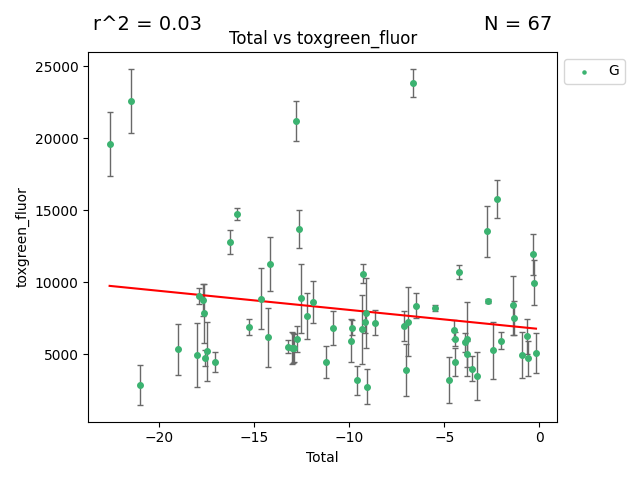 r^2 = 0.03
N = 67
Total vs toxgreen_fluor
G
25000
20000
15000
10000
5000
toxgreen_fluor
−20
−15
−10
−5
0
Total